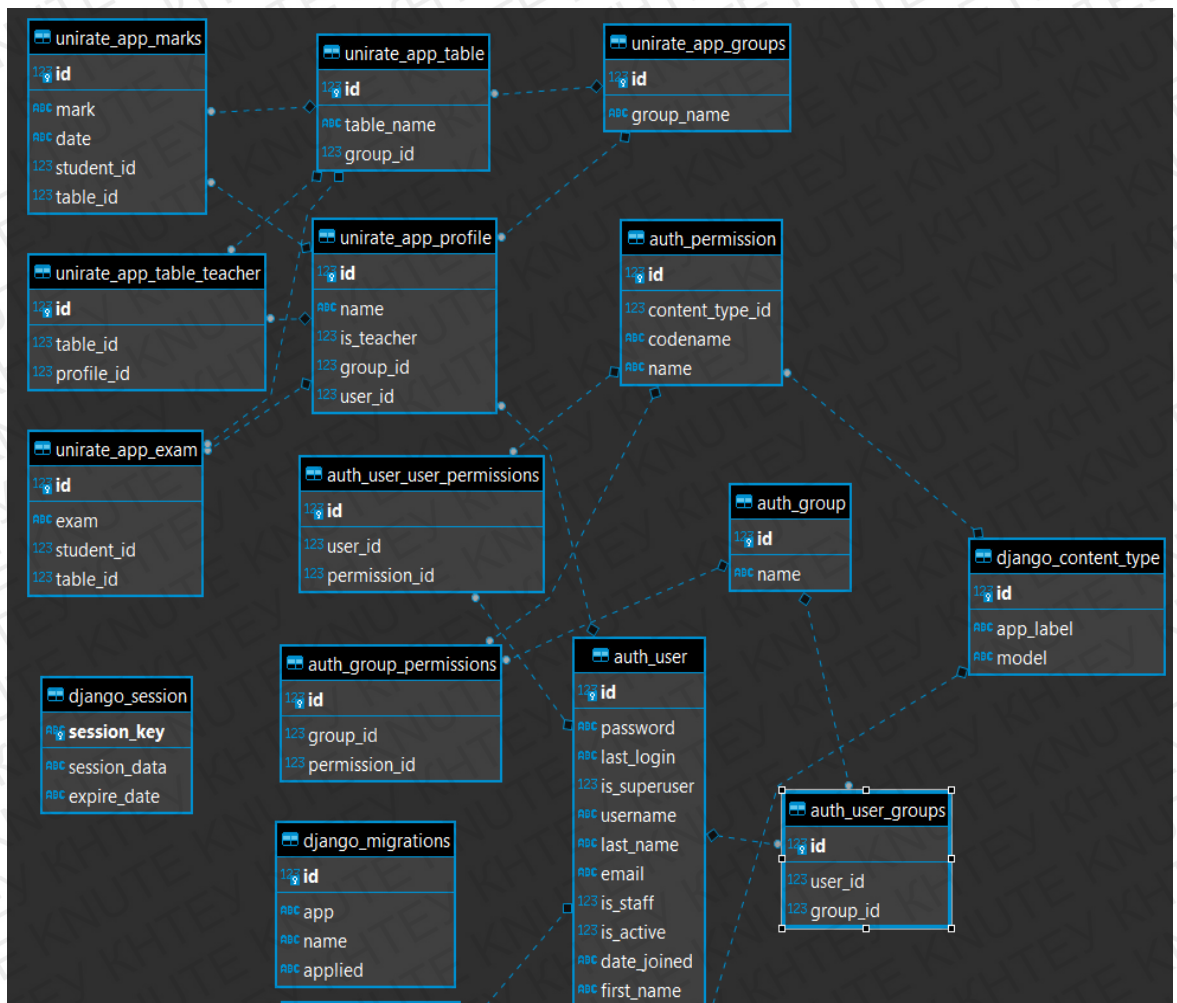 unirate_app_marks
id
mark
date
student_id
table_id
unirate_app_table
id
table_name
group_id
unirate_app_groups
id
group_name
unirate_app_table_teacher
id
table_id
profile_id
unirate_app_profile
id
name
is_teacher
group_id
user_id
auth_permission
id
content_type_id
codename
name
unirate_app_exam
id
exam
student_id
table_id
auth_user_user_permissions
id
user_id
permission_id
auth_group
id
name
django_content_type
id
app_label
model
django_session
session_key
session_data
expire_date
auth_group_permissions
id
group_id
permission_id
auth_user
id
password
last_login
is_superuser
username
last_name
email
is_staff
is_active
date_joined
first_name
auth_user_groups
id
user_id
group_id
django_migrations
id
app
name
applied